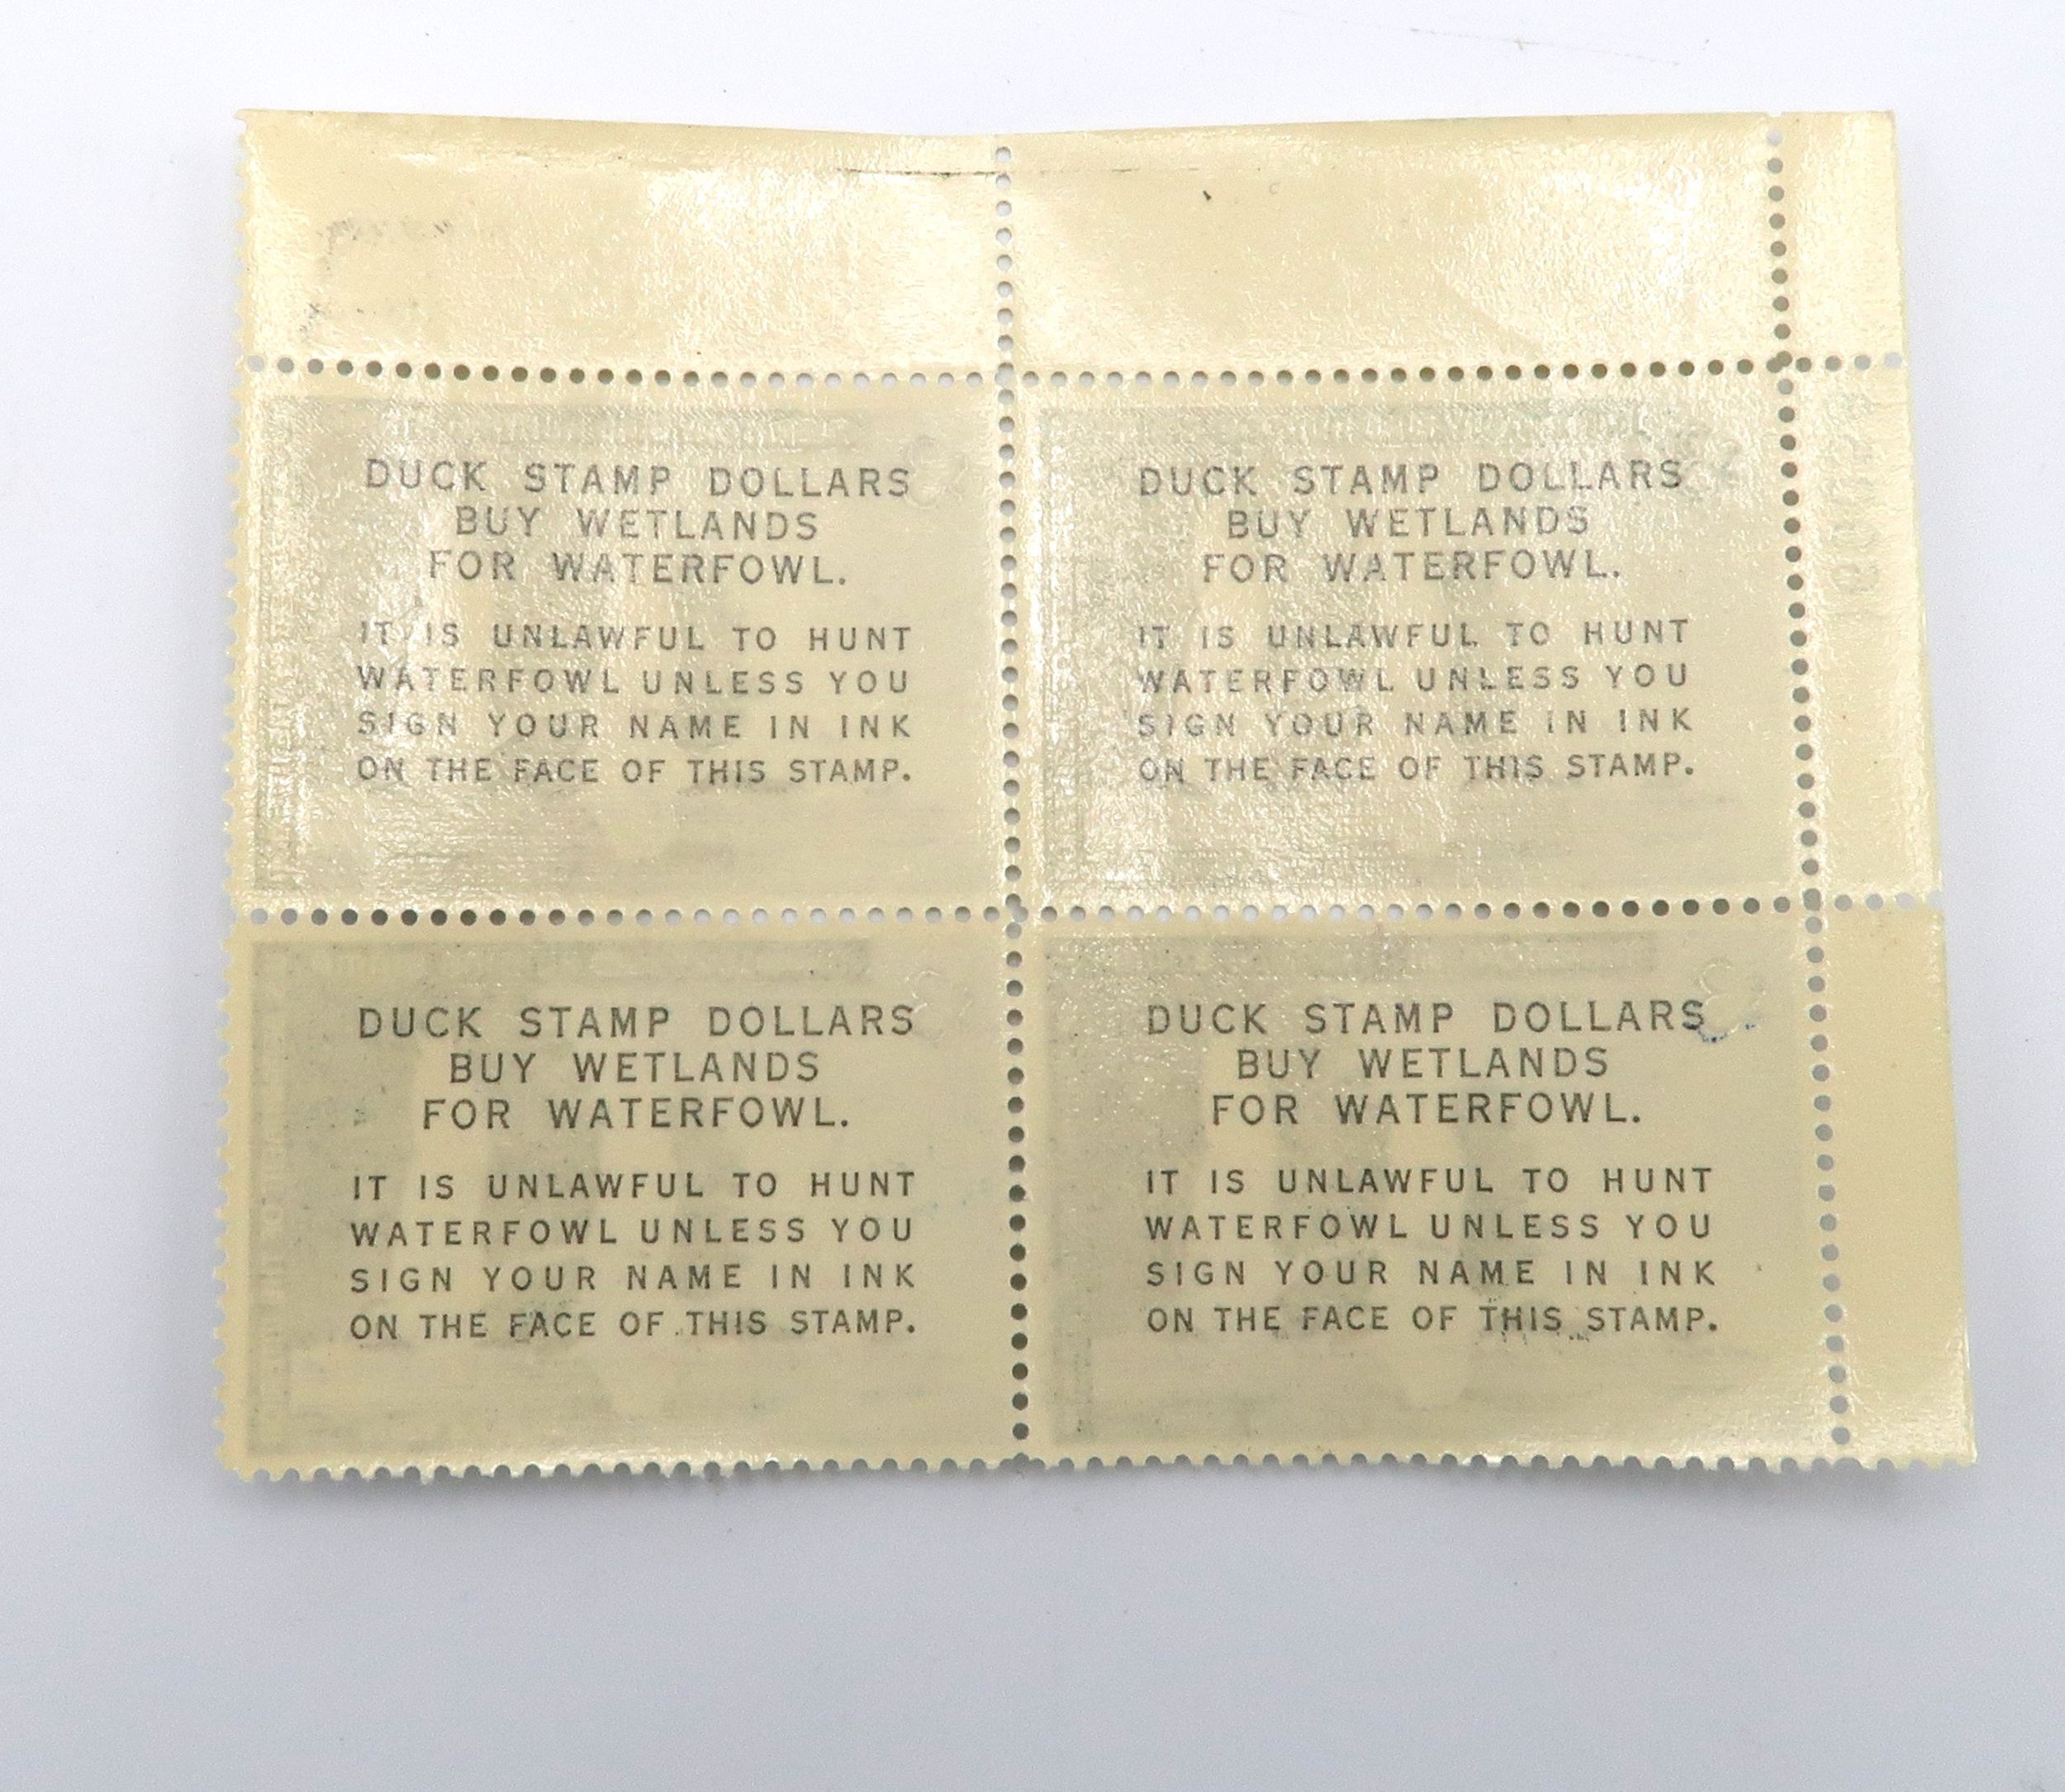 DUCK STAMP DOLLARS
BUY WETLANDS
FOR WATERFOWL.
IT IS UNLAWFUL TO HUNT
WATERFOWL UNLESS YOU
SIGN YOUR NAME IN INK
ON THE FACE OF THIS STAMP.
DUCK STAMP DOLLARS
BUY WETLANDS
FOR WATERFOWL.
IT IS UNLAWFUL TO HUNT
WATERFOWL UNLESS YOU
SIGN YOUR NAME IN INK
ON THE FACE OF THIS STAMP.
DUCK STAMP DOLLARS
BUY WETLANDS
FOR WATERFOWL.
IT IS UNLAWFUL TO HUNT
WATERFOWL UNLESS YOU
SIGN YOUR NAME IN INK
ON THE FACE OF THIS STAMP.
DUCK STAMP DOLLARS
BUY WETLANDS
FOR WATERFOWL.
IT IS UNLAWFUL TO HUNT
WATERFOWL UNLESS YOU
SIGN YOUR NAME IN INK
ON THE FACE OF THIS STAMP.